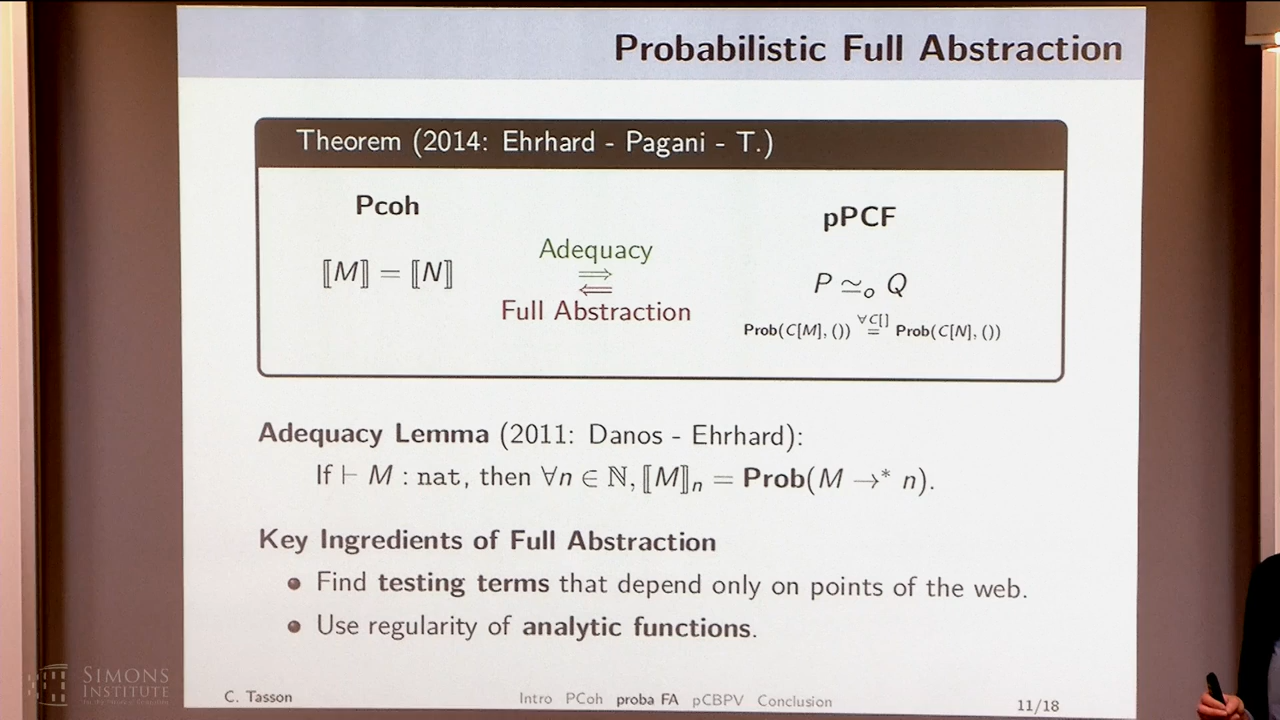 Probabilistic Full Abstraction
Theorem (2014: Ehrhard - Pagani - T.)
Pcoh
pPCF
⟦M⟧ = ⟦N⟧
Adequacy
⇒
⇐
Full Abstraction
P ≃ₒ Q
Prob(C[M], ()) ∀C[] = Prob(C[N], ())
Adequacy Lemma (2011: Danos - Ehrhard):
If ⊢ M : nat, then ∀n ∈ ℕ, ⟦M⟧ₙ = Prob(M →* n).
Key Ingredients of Full Abstraction
• Find testing terms that depend only on points of the web.
• Use regularity of analytic functions.
SIMONS
INSTITUTE
C. Tasson
Intro PCoh proba FA pCBPV Conclusion
11/18